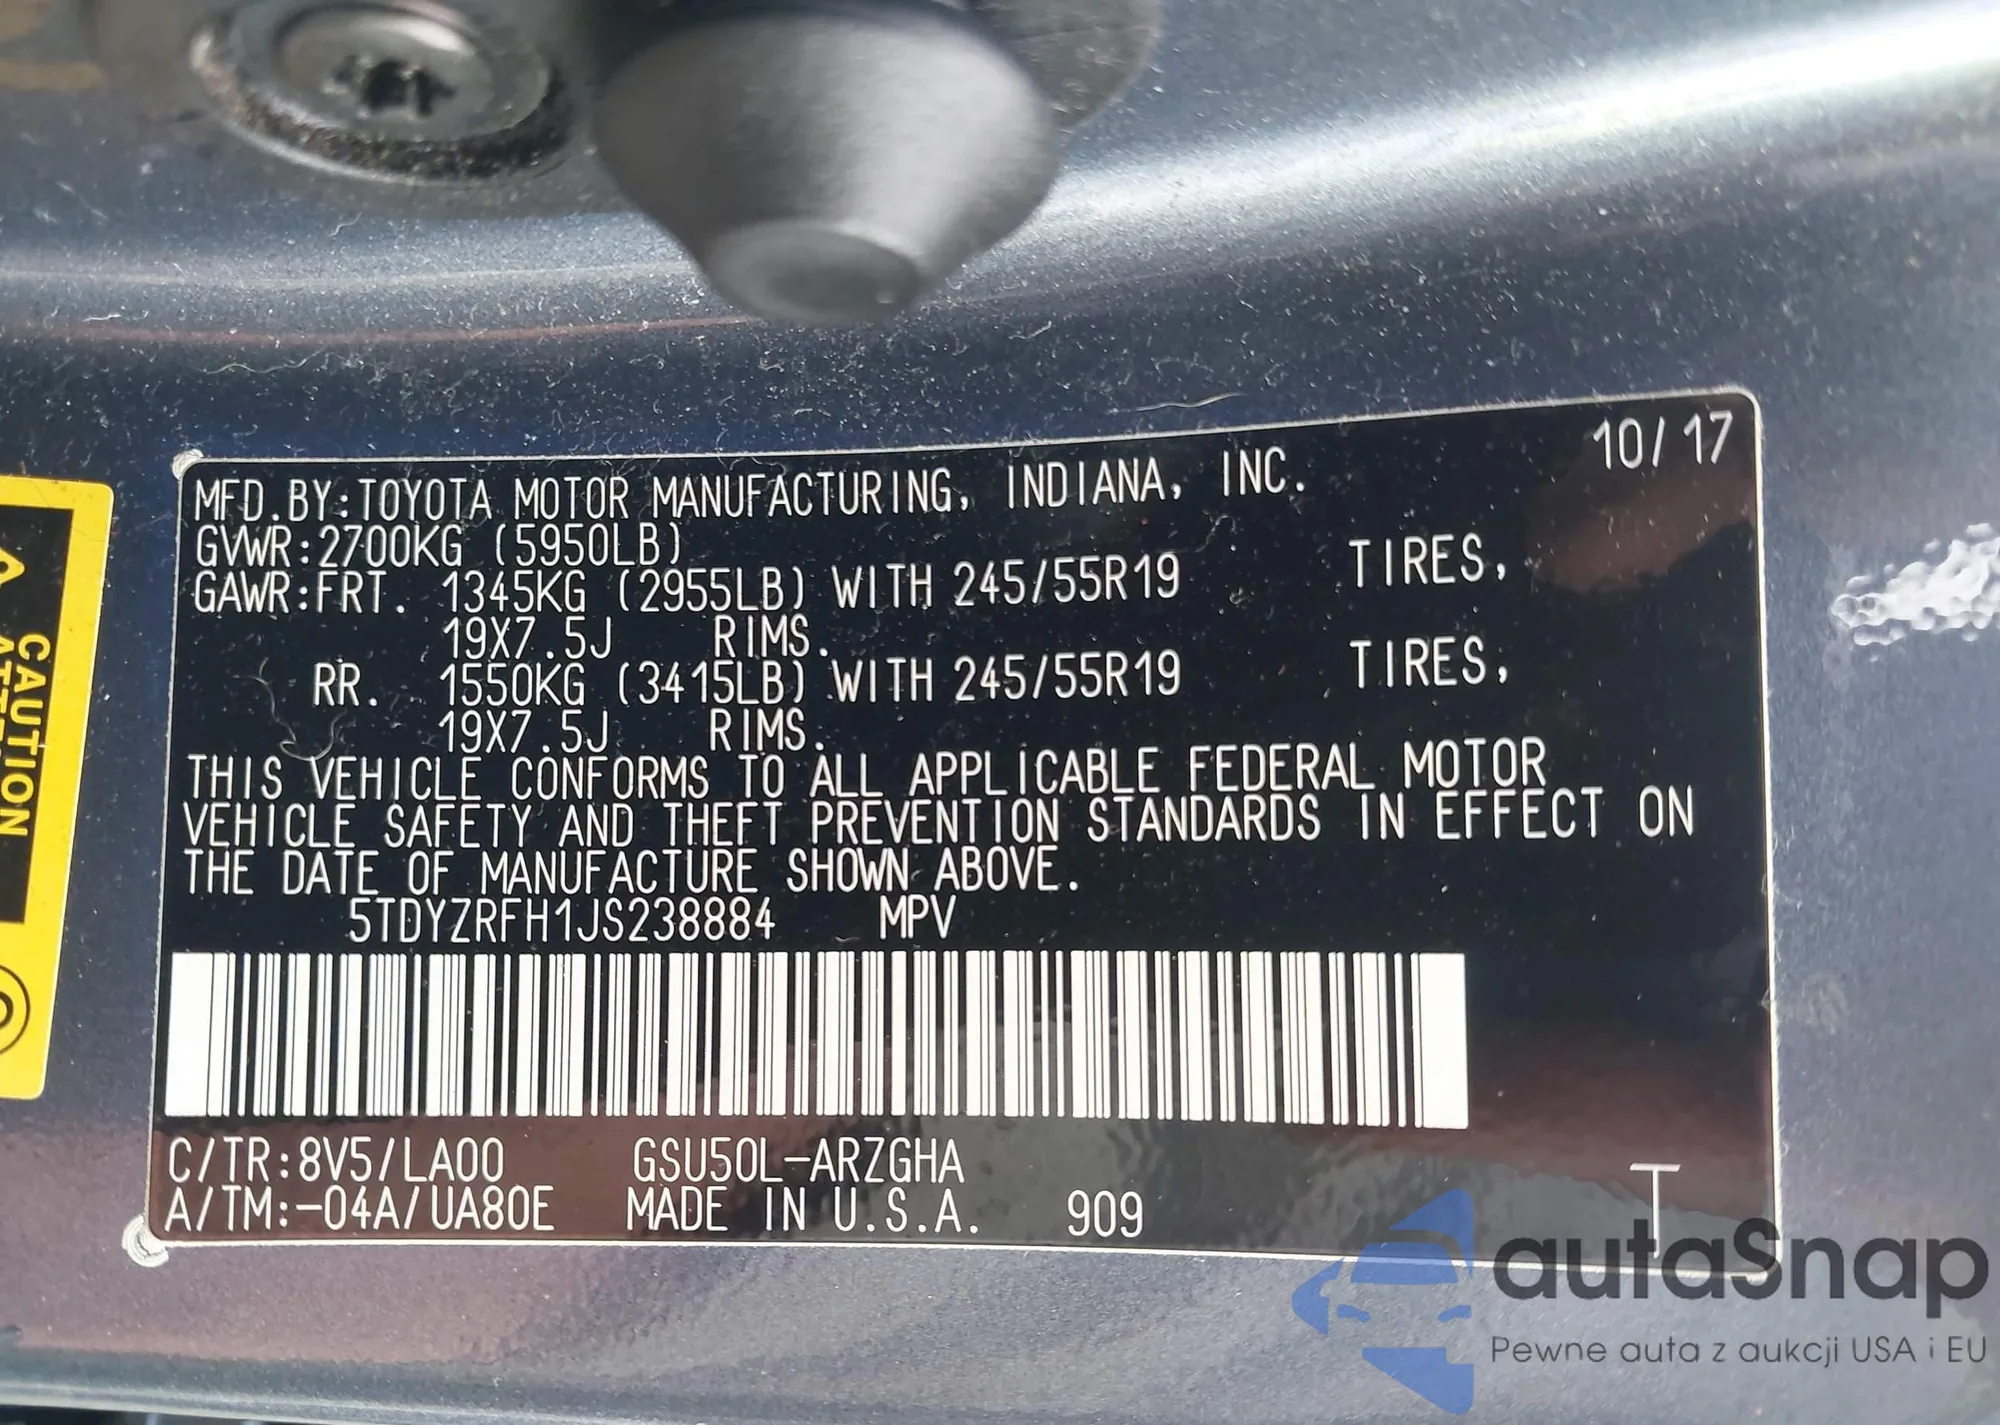 10/17
MFD.BY:TOYOTA MOTOR MANUFACTURING, INDIANA, INC.
GVWR:2700KG (5950LB)
GAWR:FRT. 1345KG (2955LB) WITH 245/55R19 TIRES,
19X7.5J RIMS.
RR. 1550KG (3415LB) WITH 245/55R19 TIRES,
19X7.5J RIMS.
THIS VEHICLE CONFORMS TO ALL APPLICABLE FEDERAL MOTOR
VEHICLE SAFETY AND THEFT PREVENTION STANDARDS IN EFFECT ON
THE DATE OF MANUFACTURE SHOWN ABOVE.
5TDYZRFH1JS238884 MPV
C/TR:8V5/LA00 GSU50L-ARZGHA
A/TM:-04A/UA80E MADE IN U.S.A. 909 T
CAUTION
autaSnap
Pewne auta z aukcji USA i EU